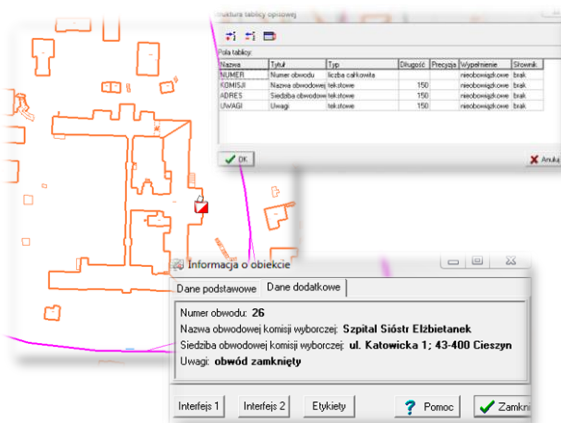 ruktura tablicy opisowej
Pola tablicy:
Nazwa Tytuł Typ Długość Precyzja Wypełnienie Słownik
NUMER Numer obwodu liczba całkowita nieobowiązkowe brak
KOMISJI Nazwa obwodowej tekstowe 150 nieobowiązkowe brak
ADRES Siedziba obwodowe tekstowe 150 nieobowiązkowe brak
UWAGI Uwagi tekstowe 150 nieobowiązkowe brak
OK Anuluj
Informacja o obiekcie
Dane podstawowe Dane dodatkowe
Numer obwodu: 26
Nazwa obwodowej komisji wyborczej: Szpital Sióstr Elżbietanek
Siedziba obwodowej komisji wyborczej: ul. Katowicka 1; 43-400 Cieszyn
Uwagi: obwód zamknięty
Interfejs 1 Interfejs 2 Etykiety Pomoc Zamkni